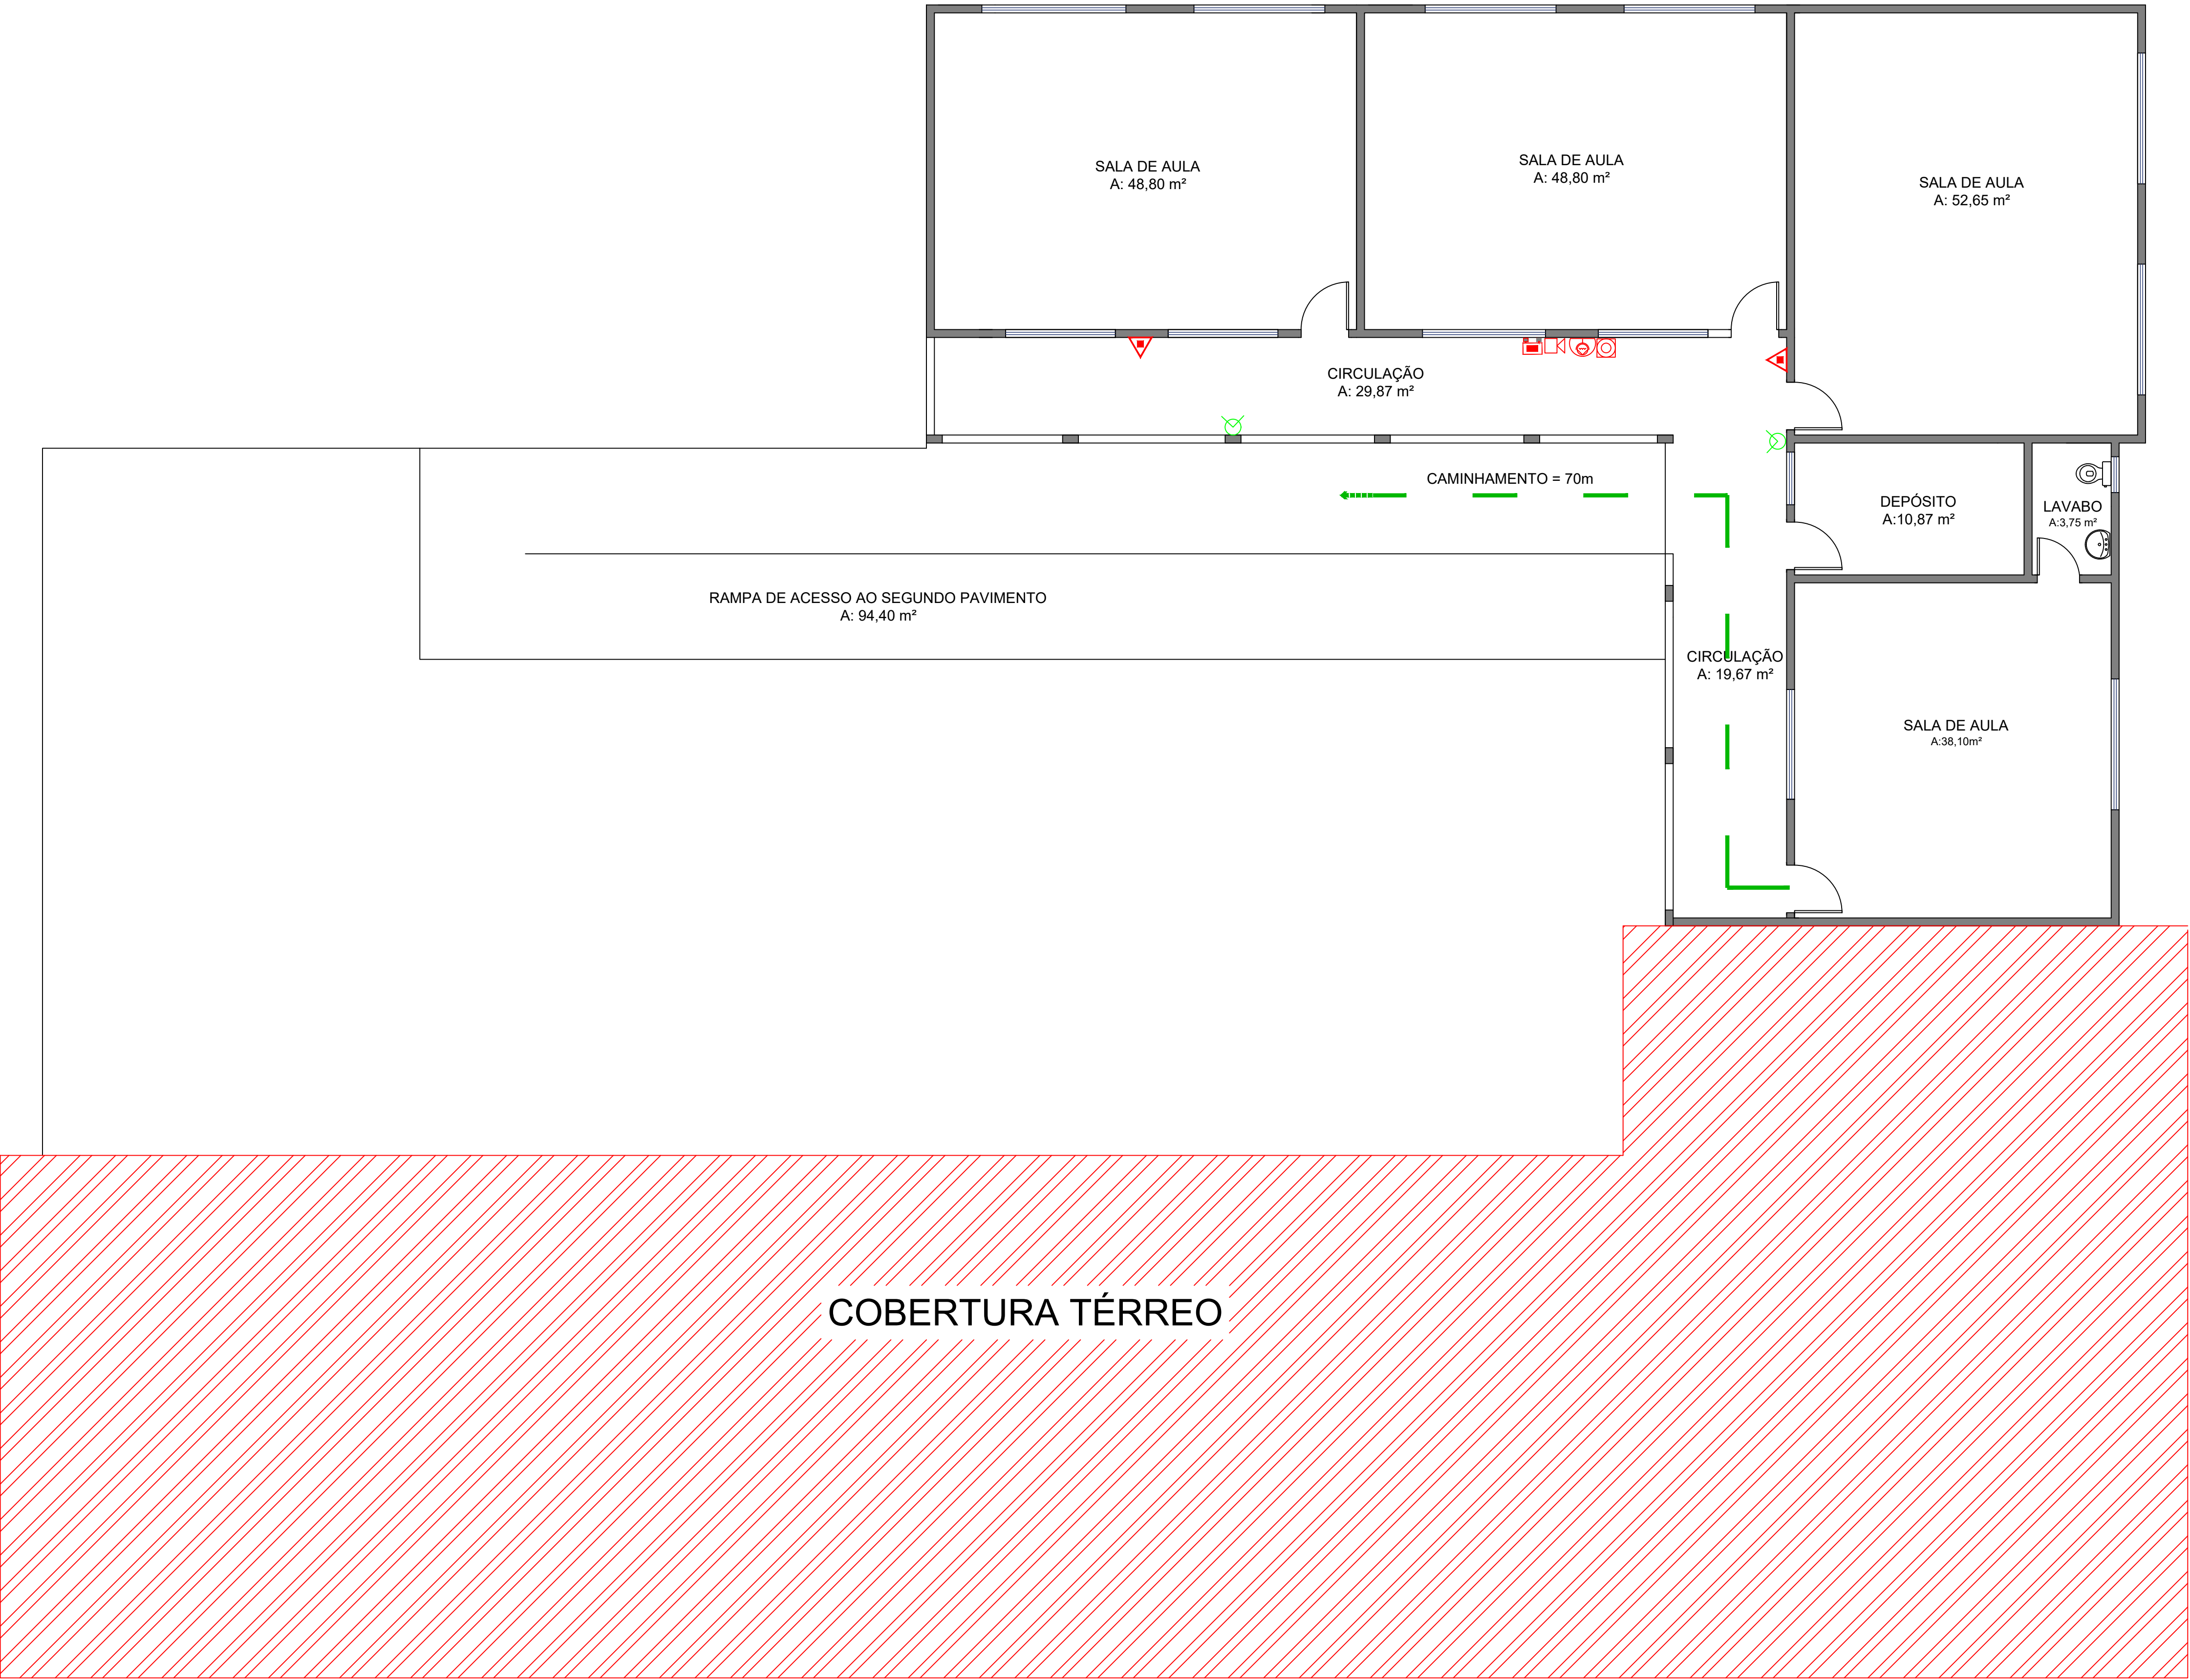 SALA DE AULA
A: 48,80 m²
SALA DE AULA
A: 48,80 m²
SALA DE AULA
A: 52,65 m²
CIRCULAÇÃO
A: 29,87 m²
CAMINHAMENTO = 70m
DEPÓSITO
A:10,87 m²
LAVABO
A:3,75 m²
RAMPA DE ACESSO AO SEGUNDO PAVIMENTO
A: 94,40 m²
CIRCULAÇÃO
A: 19,67 m²
SALA DE AULA
A:38,10m²
COBERTURA TÉRREO